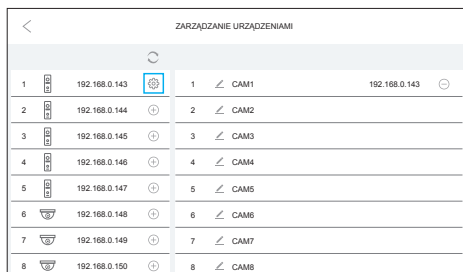 ZARZĄDZANIE URZĄDZENIAMI
1 192.168.0.143 1 CAM1 192.168.0.143
2 192.168.0.144 2 CAM2
3 192.168.0.145 3 CAM3
4 192.168.0.146 4 CAM4
5 192.168.0.147 5 CAM5
6 192.168.0.148 6 CAM6
7 192.168.0.149 7 CAM7
8 192.168.0.150 8 CAM8